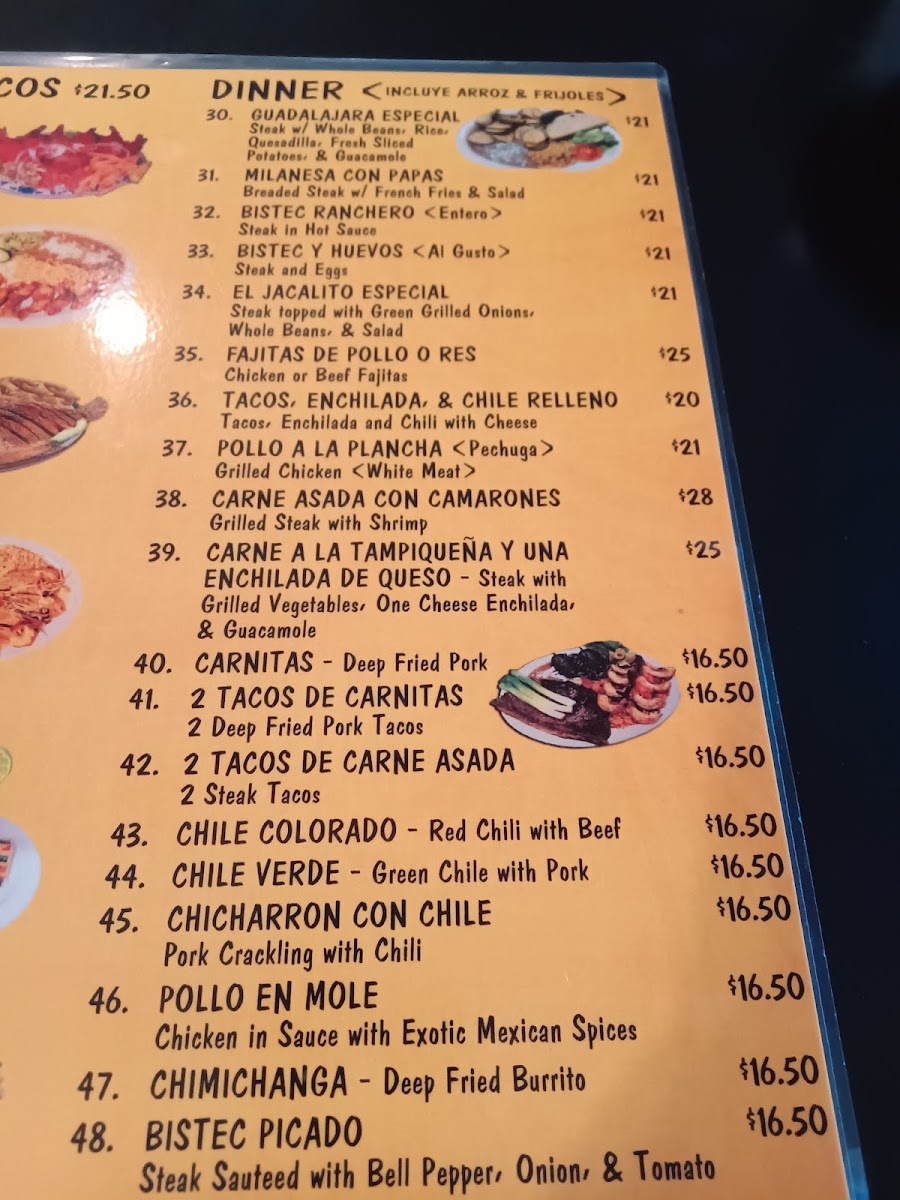 COS $21.50
DINNER <INCLUYE ARROZ & FRIJOLES>
30. GUADALAJARA ESPECIAL $21
Steak w/ Whole Beans, Rice,
Quesadilla, Fresh Sliced
Potatoes, & Guacamole
31. MILANESA CON PAPAS $21
Breaded Steak w/ French Fries & Salad
32. BISTEC RANCHERO <Entero> $21
Steak in Hot Sauce
33. BISTEC Y HUEVOS <Al Gusto> $21
Steak and Eggs
34. EL JACALITO ESPECIAL $21
Steak topped with Green Grilled Onions,
Whole Beans, & Salad
35. FAJITAS DE POLLO O RES $25
Chicken or Beef Fajitas
36. TACOS, ENCHILADA, & CHILE RELLENO $20
Tacos, Enchilada and Chili with Cheese
37. POLLO A LA PLANCHA <Pechuga> $21
Grilled Chicken <White Meat>
38. CARNE ASADA CON CAMARONES $28
Grilled Steak with Shrimp
39. CARNE A LA TAMPIQUEÑA Y UNA $25
ENCHILADA DE QUESO - Steak with
Grilled Vegetables, One Cheese Enchilada,
& Guacamole
40. CARNITAS - Deep Fried Pork $16.50
41. 2 TACOS DE CARNITAS $16.50
2 Deep Fried Pork Tacos
42. 2 TACOS DE CARNE ASADA $16.50
2 Steak Tacos
43. CHILE COLORADO - Red Chili with Beef $16.50
44. CHILE VERDE - Green Chile with Pork $16.50
45. CHICHARRON CON CHILE $16.50
Pork Crackling with Chili
46. POLLO EN MOLE $16.50
Chicken in Sauce with Exotic Mexican Spices
47. CHIMICHANGA - Deep Fried Burrito $16.50
48. BISTEC PICADO $16.50
Steak Sauteed with Bell Pepper, Onion, & Tomato